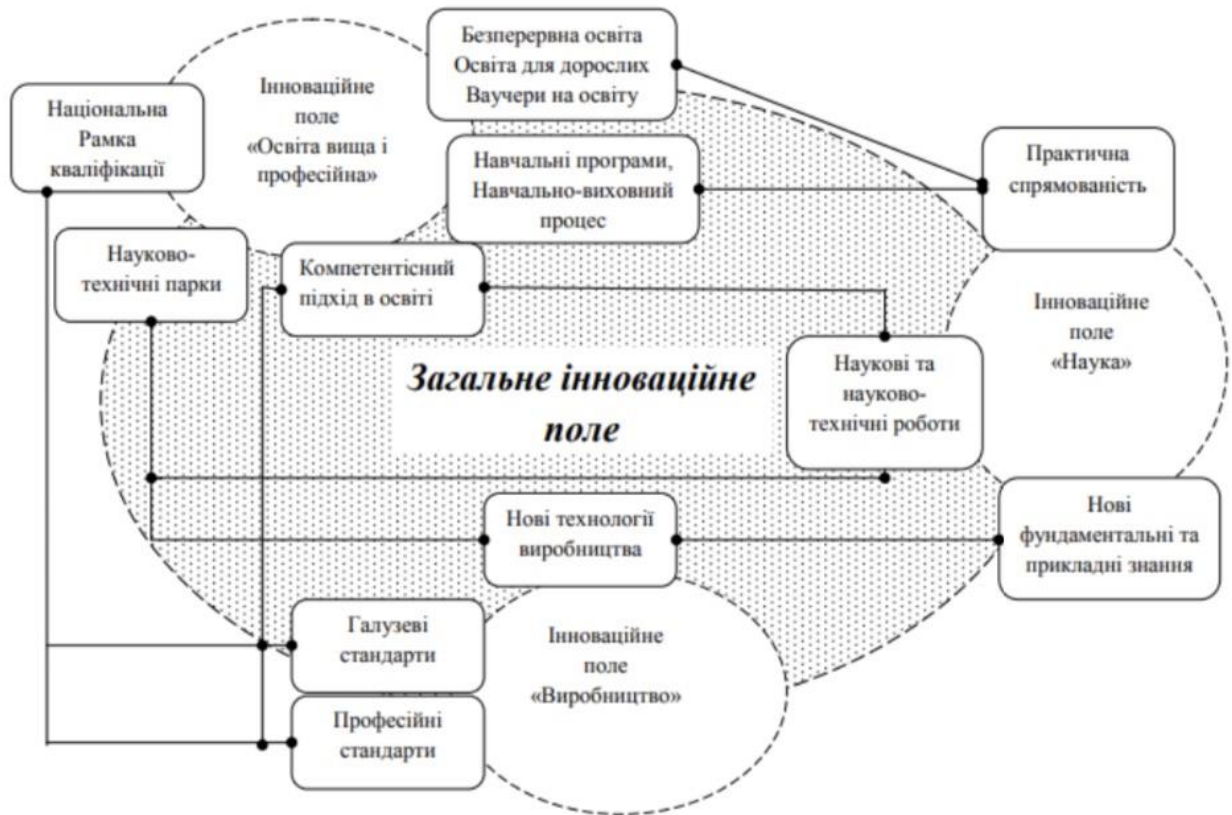 Безперервна освіта
Освіта для дорослих
Ваучери на освіту
Інноваційне
поле
«Освіта вища і
професійна»
Національна
Рамка
кваліфікації
Навчальні програми,
Навчально-виховний
процес
Практична
спрямованість
Науково-
технічні парки
Компетентісний
підхід в освіті
Інноваційне
поле
«Наука»
Загальне інноваційне
поле
Наукові та
науково-
технічні роботи
Нові технології
виробництва
Нові
фундаментальні та
прикладні знання
Галузеві
стандарти
Інноваційне
поле
«Виробництво»
Професійні
стандарти